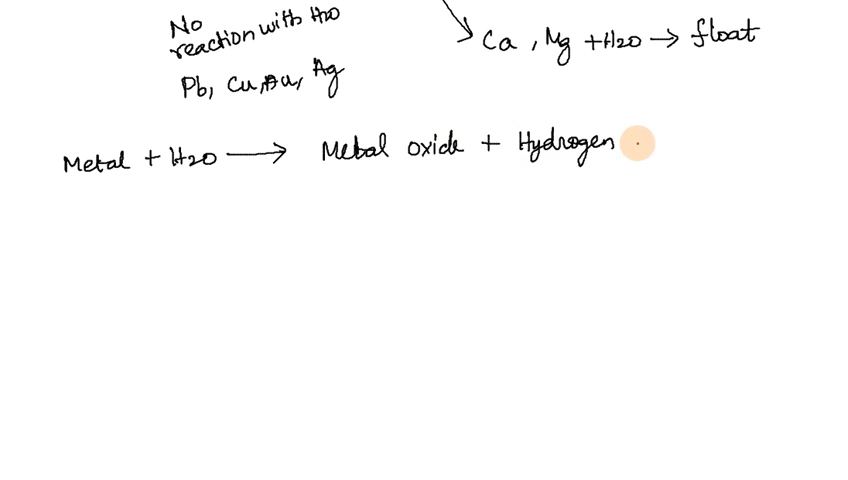 No
reaction with H2O
Pb, Cu, Au, Ag
Ca, Mg + H2O → float
Metal + H2O → Metal oxide + Hydrogen